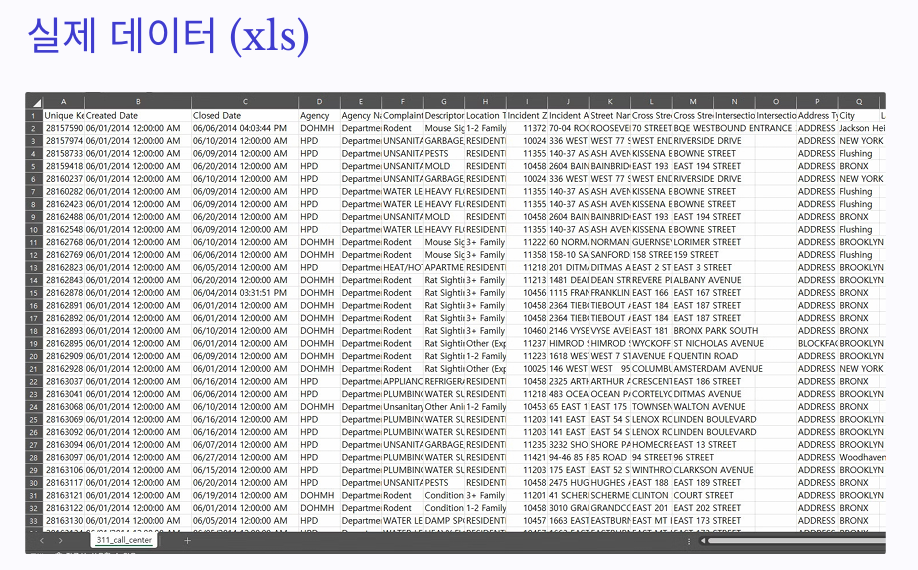 실제 데이터 (xls)
A B C D E F G H I J K L M N O P Q
1 Unique Ke Created Date Closed Date Agency Agency Na Complaint Descriptor Location T Incident Z Incident A Street Nar Cross Stre Cross Stre Intersectio Intersectio Address Ty City L
2 28157590 06/01/2014 12:00:00 AM 06/06/2014 04:03:44 PM DOHMH Departme Rodent Mouse Sig 1-2 Family 11372 70-04 RO ROOSEVE 70 STREET BQE WESTBOUND ENTRANCE ADDRESS Jackson Hei
3 28157974 06/01/2014 12:00:00 AM 06/10/2014 12:00:00 AM HPD Departme UNSANITA GARBAGE RESIDENTI 10024 336 WEST WEST 77 S WEST EN RIVERSIDE DRIVE ADDRESS NEW YORK
4 28158733 06/01/2014 12:00:00 AM 06/09/2014 12:00:00 AM HPD Departme UNSANITA PESTS RESIDENTI 11355 140-37 AS ASH AVEN KISSENA E BOWNE STREET ADDRESS Flushing
5 28159418 06/01/2014 12:00:00 AM 06/20/2014 12:00:00 AM HPD Departme UNSANITA MOLD RESIDENTI 10458 2604 BAIN BAINBRID EAST 193 EAST 194 STREET ADDRESS BRONX
6 28160237 06/01/2014 12:00:00 AM 06/10/2014 12:00:00 AM HPD Departme UNSANITA GARBAGE RESIDENTI 10024 336 WEST WEST 77 S WEST EN RIVERSIDE DRIVE ADDRESS NEW YORK
7 28160282 06/01/2014 12:00:00 AM 06/09/2014 12:00:00 AM HPD Departme WATER LE HEAVY FL RESIDENTI 11355 140-37 AS ASH AVEN KISSENA E BOWNE STREET ADDRESS Flushing
8 28162423 06/01/2014 12:00:00 AM 06/09/2014 12:00:00 AM HPD Departme WATER LE HEAVY FL RESIDENTI 11355 140-37 AS ASH AVEN KISSENA E BOWNE STREET ADDRESS Flushing
9 28162488 06/01/2014 12:00:00 AM 06/20/2014 12:00:00 AM HPD Departme UNSANITA MOLD RESIDENTI 10458 2604 BAIN BAINBRID EAST 193 EAST 194 STREET ADDRESS BRONX
10 28162548 06/01/2014 12:00:00 AM 06/09/2014 12:00:00 AM HPD Departme WATER LE HEAVY FL RESIDENTI 11355 140-37 AS ASH AVEN KISSENA E BOWNE STREET ADDRESS Flushing
11 28162768 06/01/2014 12:00:00 AM 06/10/2014 12:00:00 AM DOHMH Departme Rodent Mouse Sig 3+ Family 11222 60 NORM NORMAN GUERNSE LORIMER STREET ADDRESS BROOKLYN
12 28162769 06/01/2014 12:00:00 AM 06/06/2014 12:00:00 AM DOHMH Departme Rodent Mouse Sig 3+ Family 11358 158-10 SA SANFORD 158 STREE 159 STREET ADDRESS Flushing
13 28162823 06/01/2014 12:00:00 AM 06/05/2014 12:00:00 AM HPD Departme HEAT/HO APARTME RESIDENTI 11218 201 DITM DITMAS A EAST 2 ST EAST 3 STREET ADDRESS BROOKLYN
14 28162843 06/01/2014 12:00:00 AM 06/20/2014 12:00:00 AM DOHMH Departme Rodent Rat Sightii 3+ Family 11213 1481 DEA DEAN STR REVERE PI ALBANY AVENUE ADDRESS BROOKLYN
15 28162878 06/01/2014 12:00:00 AM 06/04/2014 03:31:51 PM DOHMH Departme Rodent Rat Sightii 3+ Family 10456 1115 FRA FRANKLIN EAST 166 EAST 167 STREET ADDRESS BRONX
16 28162891 06/01/2014 12:00:00 AM 06/10/2014 12:00:00 AM DOHMH Departme Rodent Rat Sightii 3+ Family 10458 2364 TIEB TIEBOUT EAST 184 EAST 187 STREET ADDRESS BRONX
17 28162892 06/01/2014 12:00:00 AM 06/10/2014 12:00:00 AM DOHMH Departme Rodent Rat Sightii 3+ Family 10458 2364 TIEB TIEBOUT EAST 184 EAST 187 STREET ADDRESS BRONX
18 28162893 06/01/2014 12:00:00 AM 06/10/2014 12:00:00 AM DOHMH Departme Rodent Rat Sightii 3+ Family 10460 2146 VYSE VYSE AVE EAST 181 BRONX PARK SOUTH ADDRESS BRONX
19 28162895 06/01/2014 12:00:00 AM 06/01/2014 12:00:00 AM DOHMH Departme Rodent Rat Sightii Other (Exp 11237 HIMROD HIMROD WYCKOFF ST NICHOLAS AVENUE BLOCKFAC BROOKLYN
20 28162909 06/01/2014 12:00:00 AM 06/09/2014 12:00:00 AM DOHMH Departme Rodent Rat Sightii 1-2 Family 11223 1618 WES WEST 7 S AVENUE F QUENTIN ROAD ADDRESS BROOKLYN
21 28162928 06/01/2014 12:00:00 AM 06/01/2014 12:00:00 AM DOHMH Departme Rodent Rat Sightii Other (Exp 10025 146 WEST WEST 95 COLUMB AMSTERDAM AVENUE ADDRESS NEW YORK
22 28163037 06/01/2014 12:00:00 AM 06/16/2014 12:00:00 AM HPD Departme APPLIANC REFRIGER RESIDENTI 10458 2325 ART ARTHUR A CRESCENT EAST 186 STREET ADDRESS BRONX
23 28163041 06/01/2014 12:00:00 AM 06/06/2014 12:00:00 AM HPD Departme PLUMBIN WATER SU RESIDENTI 11218 483 OCEA OCEAN P CORTELYC DITMAS AVENUE ADDRESS BROOKLYN
24 28163068 06/01/2014 12:00:00 AM 06/10/2014 12:00:00 AM DOHMH Departme Unsanitary Other Ani 1-2 Family 10453 65 EAST 1 EAST 175 TOWNSEN WALTON AVENUE ADDRESS BRONX
25 28163069 06/01/2014 12:00:00 AM 06/16/2014 12:00:00 AM HPD Departme PLUMBIN WATER SU RESIDENTI 11203 141 EAST EAST 54 S LENOX RC LINDEN BOULEVARD ADDRESS BROOKLYN
26 28163092 06/01/2014 12:00:00 AM 06/16/2014 12:00:00 AM HPD Departme PLUMBIN WATER SU RESIDENTI 11203 141 EAST EAST 54 S LENOX RC LINDEN BOULEVARD ADDRESS BROOKLYN
27 28163094 06/01/2014 12:00:00 AM 06/27/2014 12:00:00 AM HPD Departme UNSANITA GARBAGE RESIDENTI 11235 3232 SHO SHORE PA HOMECRE EAST 13 STREET ADDRESS BROOKLYN
28 28163097 06/01/2014 12:00:00 AM 06/09/2014 12:00:00 AM HPD Departme PLUMBIN WATER SU RESIDENTI 11421 94-46 85 85 ROAD 94 STREET 96 STREET ADDRESS Woodhaven
29 28163106 06/01/2014 12:00:00 AM 06/15/2014 12:00:00 AM HPD Departme PLUMBIN WATER SU RESIDENTI 11203 175 EAST EAST 52 S WINTHRO CLARKSON AVENUE ADDRESS BROOKLYN
30 28163117 06/01/2014 12:00:00 AM 06/20/2014 12:00:00 AM HPD Departme UNSANITA PESTS RESIDENTI 10458 2475 HUG HUGHES EAST 188 EAST 189 STREET ADDRESS BRONX
31 28163121 06/01/2014 12:00:00 AM 06/19/2014 12:00:00 AM DOHMH Departme Rodent Condition 3+ Family 11201 41 SCHER SCHERME CLINTON COURT STREET ADDRESS BROOKLYN
32 28163122 06/01/2014 12:00:00 AM 06/01/2014 12:00:00 AM DOHMH Departme Rodent Condition 1-2 Family 10458 3010 GRA GRANDCC EAST 201 EAST 202 STREET ADDRESS BRONX
33 28163130 06/01/2014 12:00:00 AM 06/05/2014 12:00:00 AM HPD Departme WATER LE DAMP SP RESIDENTI 10457 1663 EAST EASTBURN EAST MT EAST 173 STREET ADDRESS BRONX
311_call_center